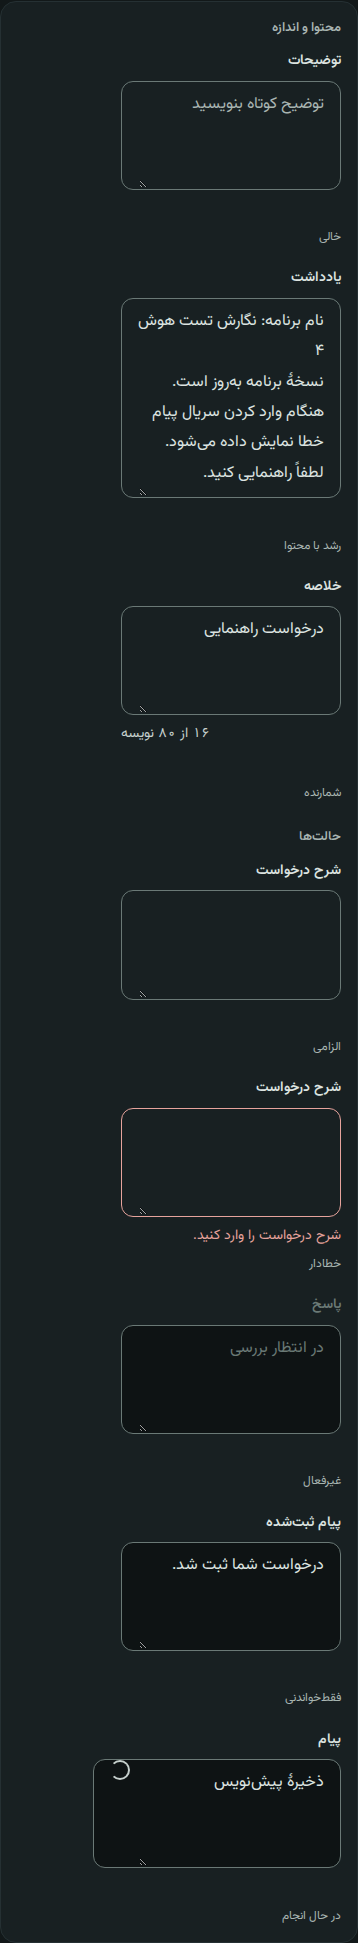 محتوا و اندازه
توضیحات
توضیح کوتاه بنویسید
خالی
یادداشت
نام برنامه: نگارش تست هوش
۴
نسخهٔ برنامه به‌روز است.
هنگام وارد کردن سریال پیام
خطا نمایش داده می‌شود.
لطفاً راهنمایی کنید.
رشد با محتوا
خلاصه
درخواست راهنمایی
۱۶ از ۸۰ نویسه
شمارنده
حالت‌ها
شرح درخواست
الزامی
شرح درخواست
شرح درخواست را وارد کنید.
خطادار
پاسخ
در انتظار بررسی
غیرفعال
پیام ثبت‌شده
درخواست شما ثبت شد.
فقط‌خواندنی
پیام
ذخیرهٔ پیش‌نویس
در حال انجام